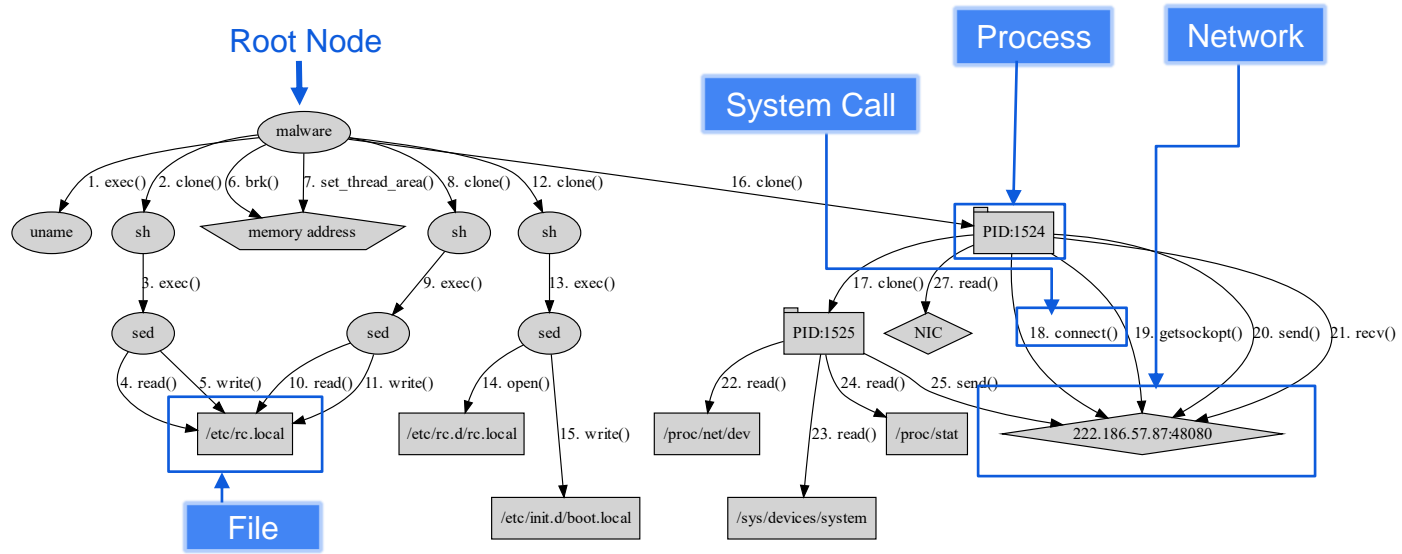 Root Node
Process
Network
System Call
malware
1. exec()
2. clone()
6. brk()
7. set_thread_area()
8. clone()
12. clone()
16. clone()
uname
sh
memory address
sh
sh
PID:1524
3. exec()
9. exec()
13. exec()
17. clone()
27. read()
18. connect()
19. getsockopt()
20. send()
21. recv()
sed
sed
sed
PID:1525
NIC
4. read()
5. write()
10. read()
11. write()
14. open()
15. write()
22. read()
23. read()
24. read()
25. send()
/etc/rc.local
/etc/rc.d/rc.local
/proc/net/dev
/proc/stat
222.186.57.87:48080
/etc/init.d/boot.local
/sys/devices/system
File